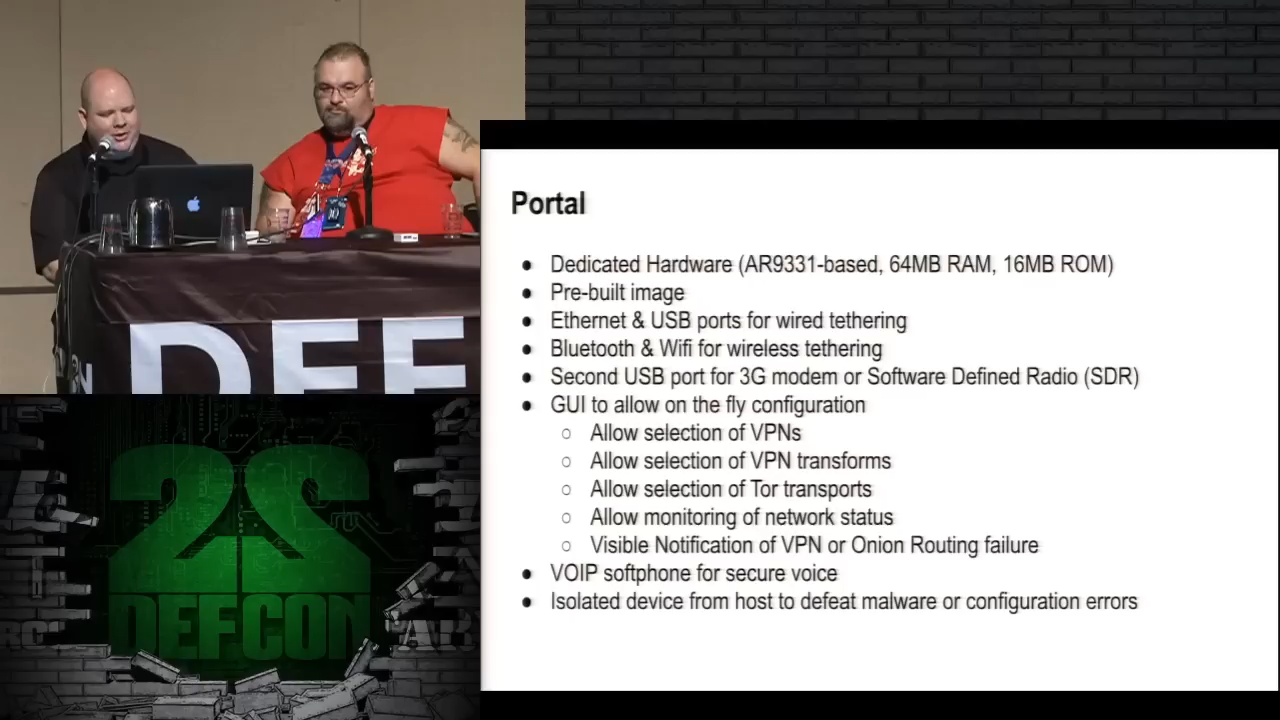 DEF
Portal
• Dedicated Hardware (AR9331-based, 64MB RAM, 16MB ROM)
• Pre-built image
• Ethernet & USB ports for wired tethering
• Bluetooth & Wifi for wireless tethering
• Second USB port for 3G modem or Software Defined Radio (SDR)
• GUI to allow on the fly configuration
○ Allow selection of VPNs
○ Allow selection of VPN transforms
○ Allow selection of Tor transports
○ Allow monitoring of network status
○ Visible Notification of VPN or Onion Routing failure
• VOIP softphone for secure voice
• Isolated device from host to defeat malware or configuration errors
22
DEFCON